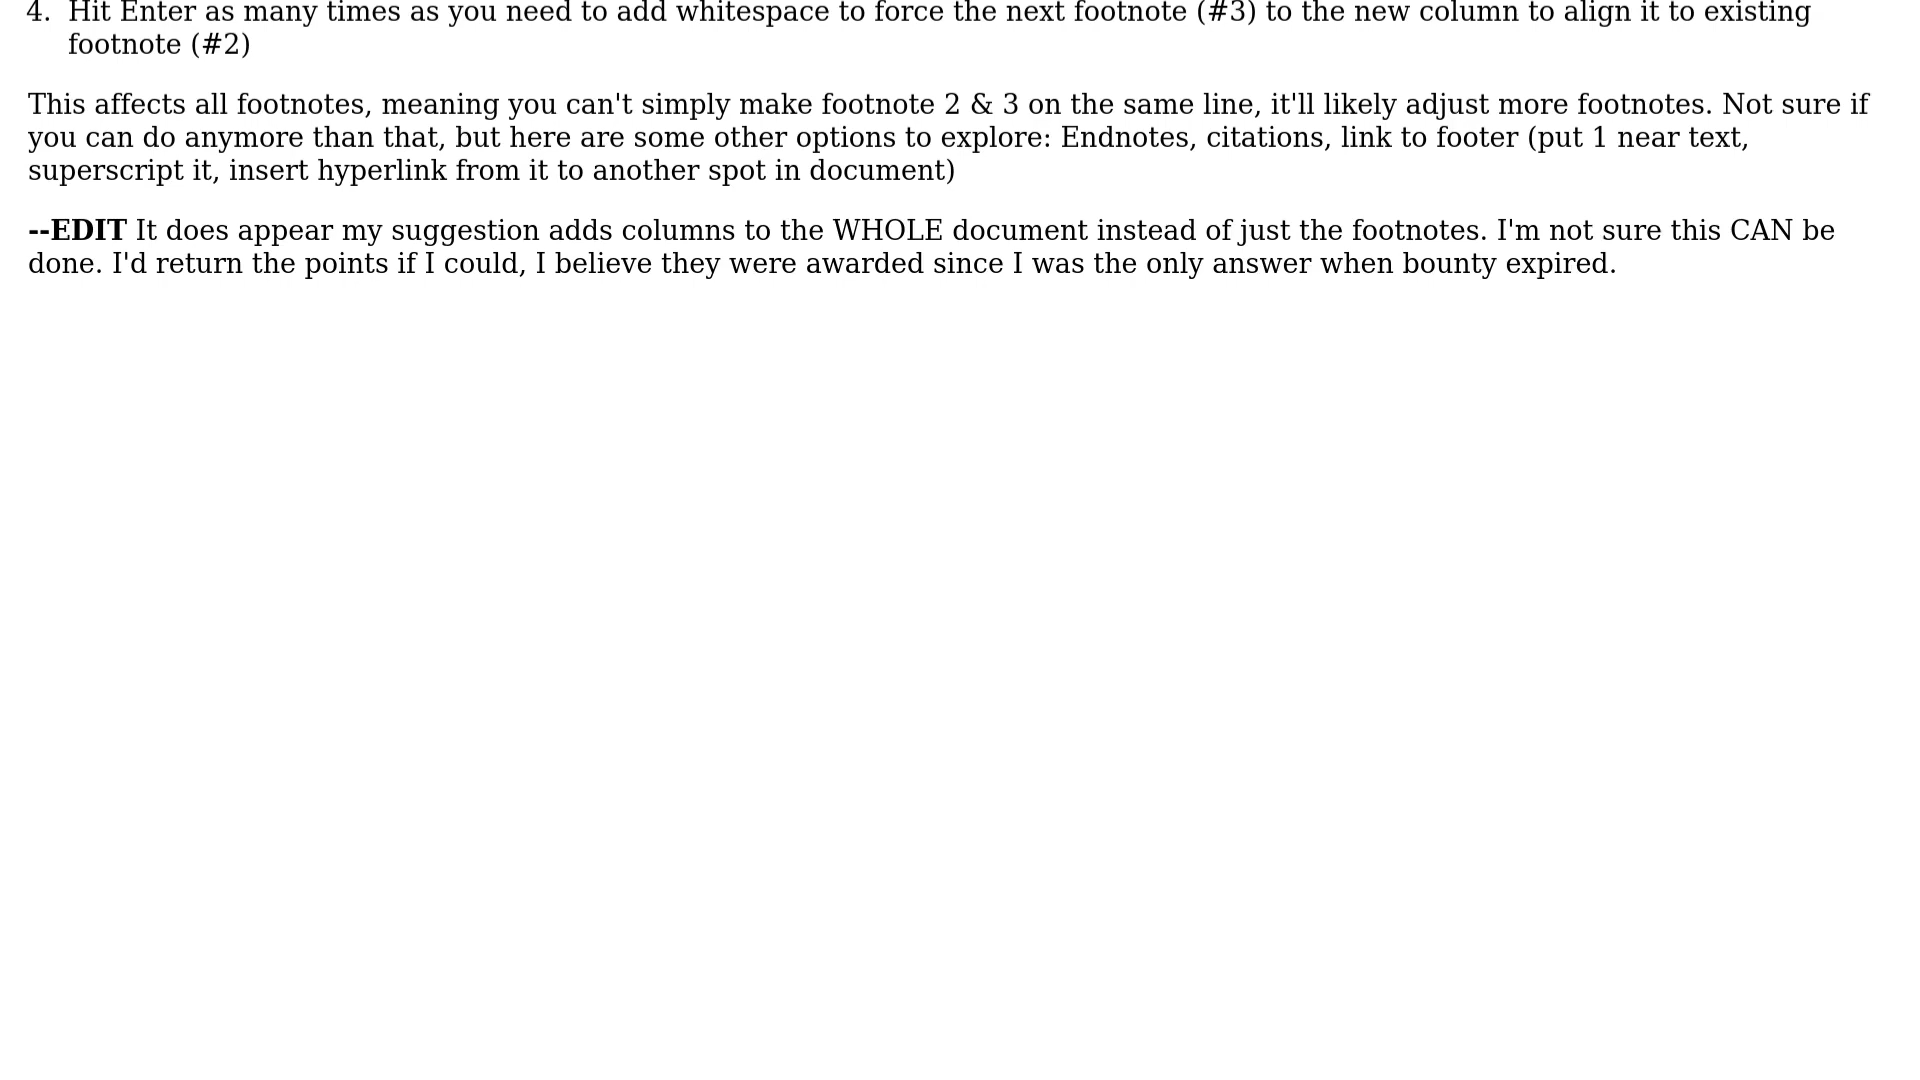 4. Hit Enter as many times as you need to add whitespace to force the next footnote (#3) to the new column to align it to existing
footnote (#2)
This affects all footnotes, meaning you can't simply make footnote 2 & 3 on the same line, it'll likely adjust more footnotes. Not sure if
you can do anymore than that, but here are some other options to explore: Endnotes, citations, link to footer (put 1 near text,
superscript it, insert hyperlink from it to another spot in document)
--EDIT It does appear my suggestion adds columns to the WHOLE document instead of just the footnotes. I'm not sure this CAN be
done. I'd return the points if I could, I believe they were awarded since I was the only answer when bounty expired.